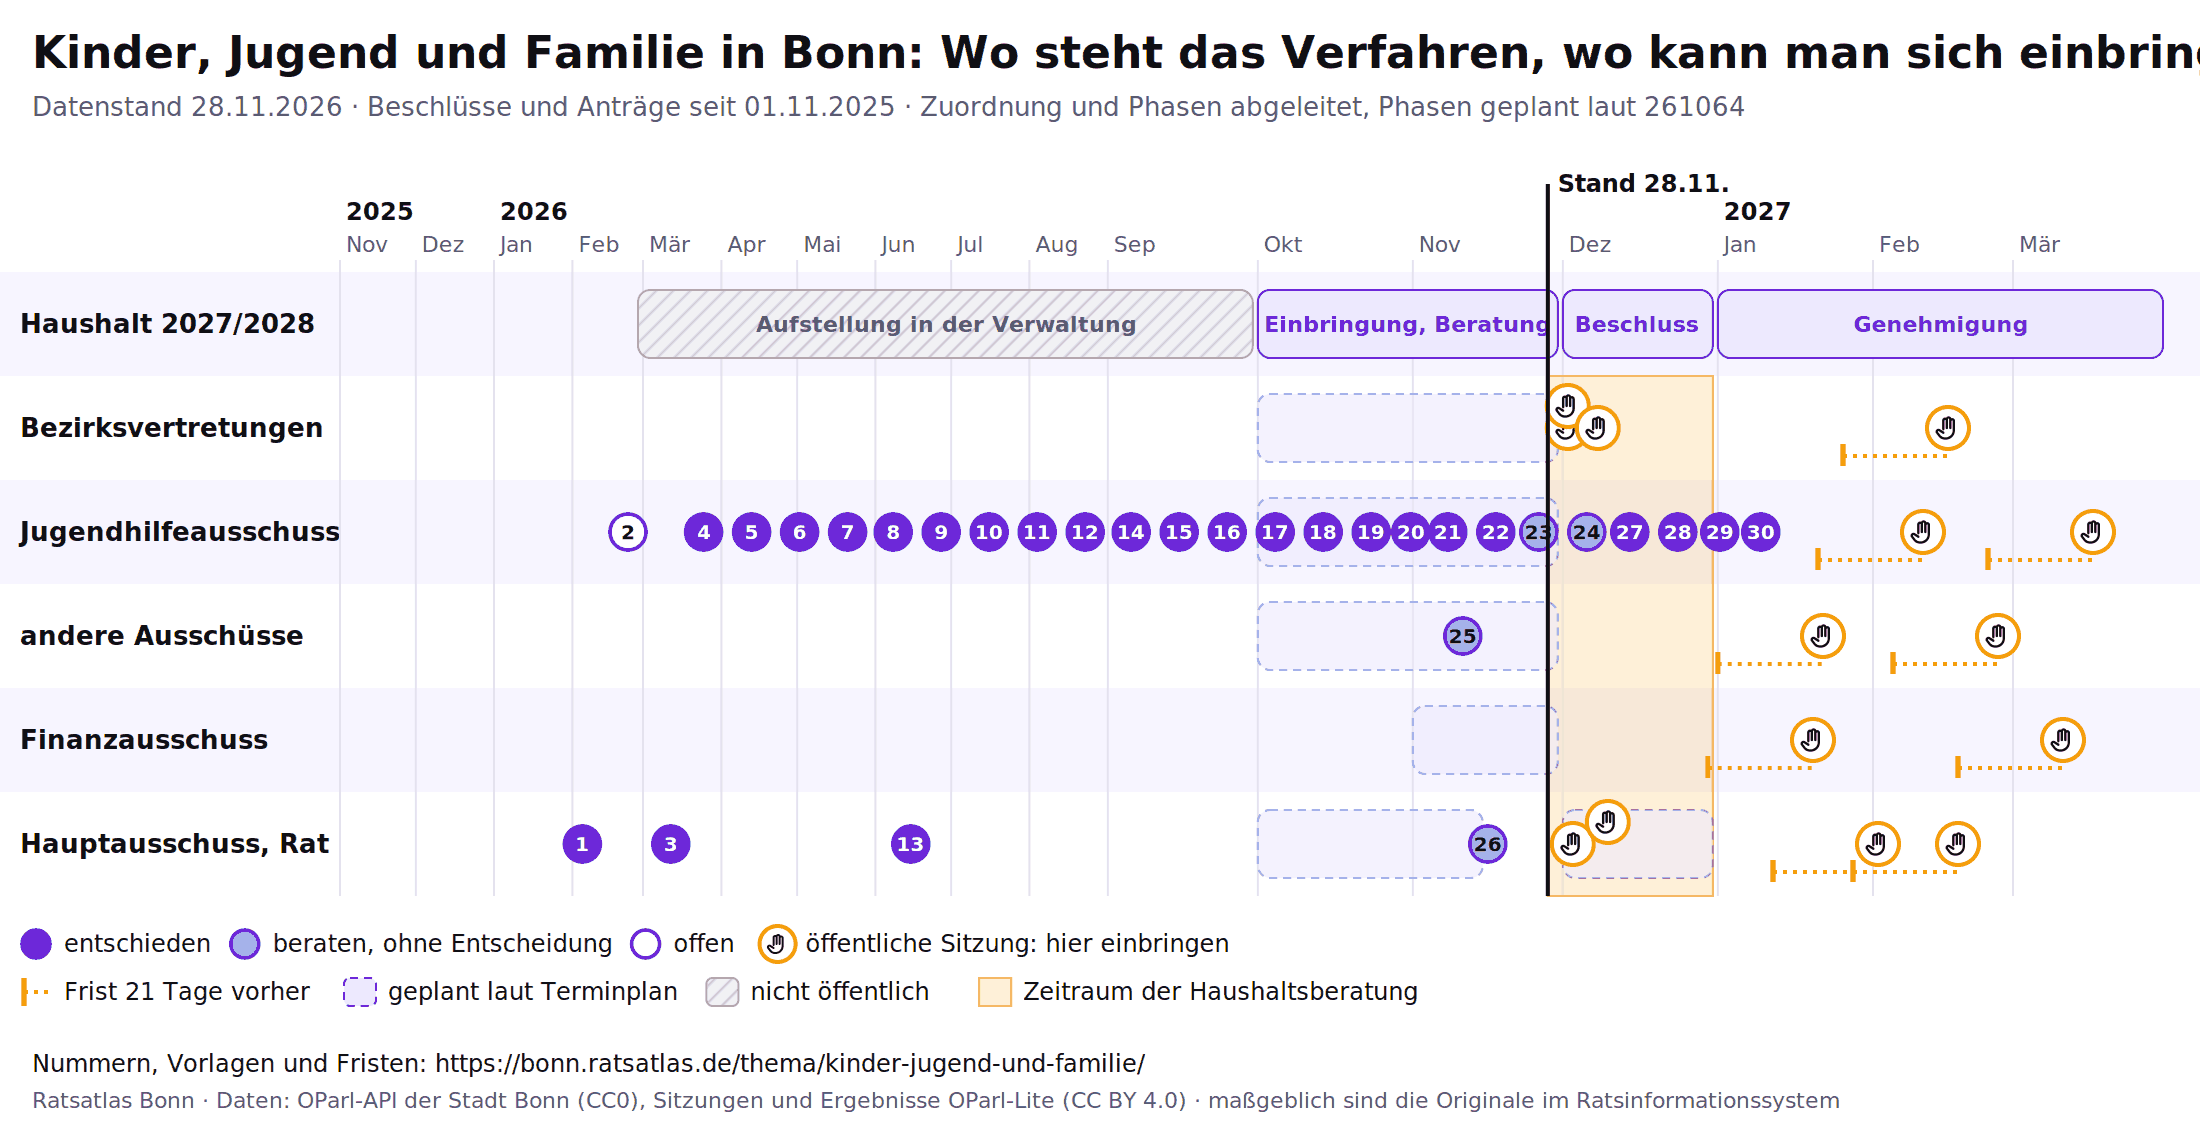 Kinder, Jugend und Familie in Bonn: Wo steht das Verfahren, wo kann man sich einbring
Datenstand 28.11.2026 · Beschlüsse und Anträge seit 01.11.2025 · Zuordnung und Phasen abgeleitet, Phasen geplant laut 261064
Stand 28.11.
2025 2026 2027
Nov Dez Jan Feb Mär Apr Mai Jun Jul Aug Sep Okt Nov Dez Jan Feb Mär
Haushalt 2027/2028 Aufstellung in der Verwaltung Einbringung, Beratung Beschluss Genehmigung
Bezirksvertretungen
Jugendhilfeausschuss 2 4 5 6 7 8 9 10 11 12 14 15 16 17 18 19 20 21 22 23 24 27 28 29 30
andere Ausschüsse 25
Finanzausschuss
Hauptausschuss, Rat 1 3 13 26
entschieden beraten, ohne Entscheidung offen öffentliche Sitzung: hier einbringen
Frist 21 Tage vorher geplant laut Terminplan nicht öffentlich Zeitraum der Haushaltsberatung
Nummern, Vorlagen und Fristen: https://bonn.ratsatlas.de/thema/kinder-jugend-und-familie/
Ratsatlas Bonn · Daten: OParl-API der Stadt Bonn (CC0), Sitzungen und Ergebnisse OParl-Lite (CC BY 4.0) · maßgeblich sind die Originale im Ratsinformationssystem